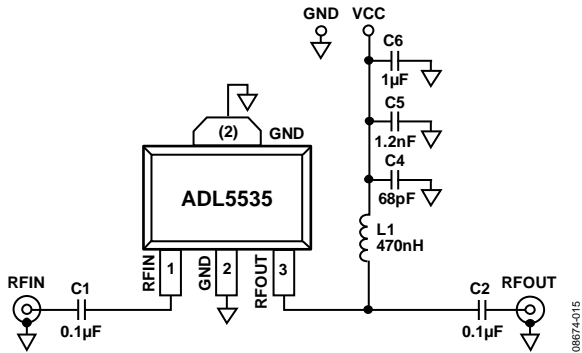 GND VCC
C6
1µF
C5
1.2nF
C4
68pF
(2) GND
ADL5535
L1
470nH
RFIN 1
GND 2
RFOUT 3
RFIN
C1
0.1µF
C2
0.1µF
RFOUT
08674-015